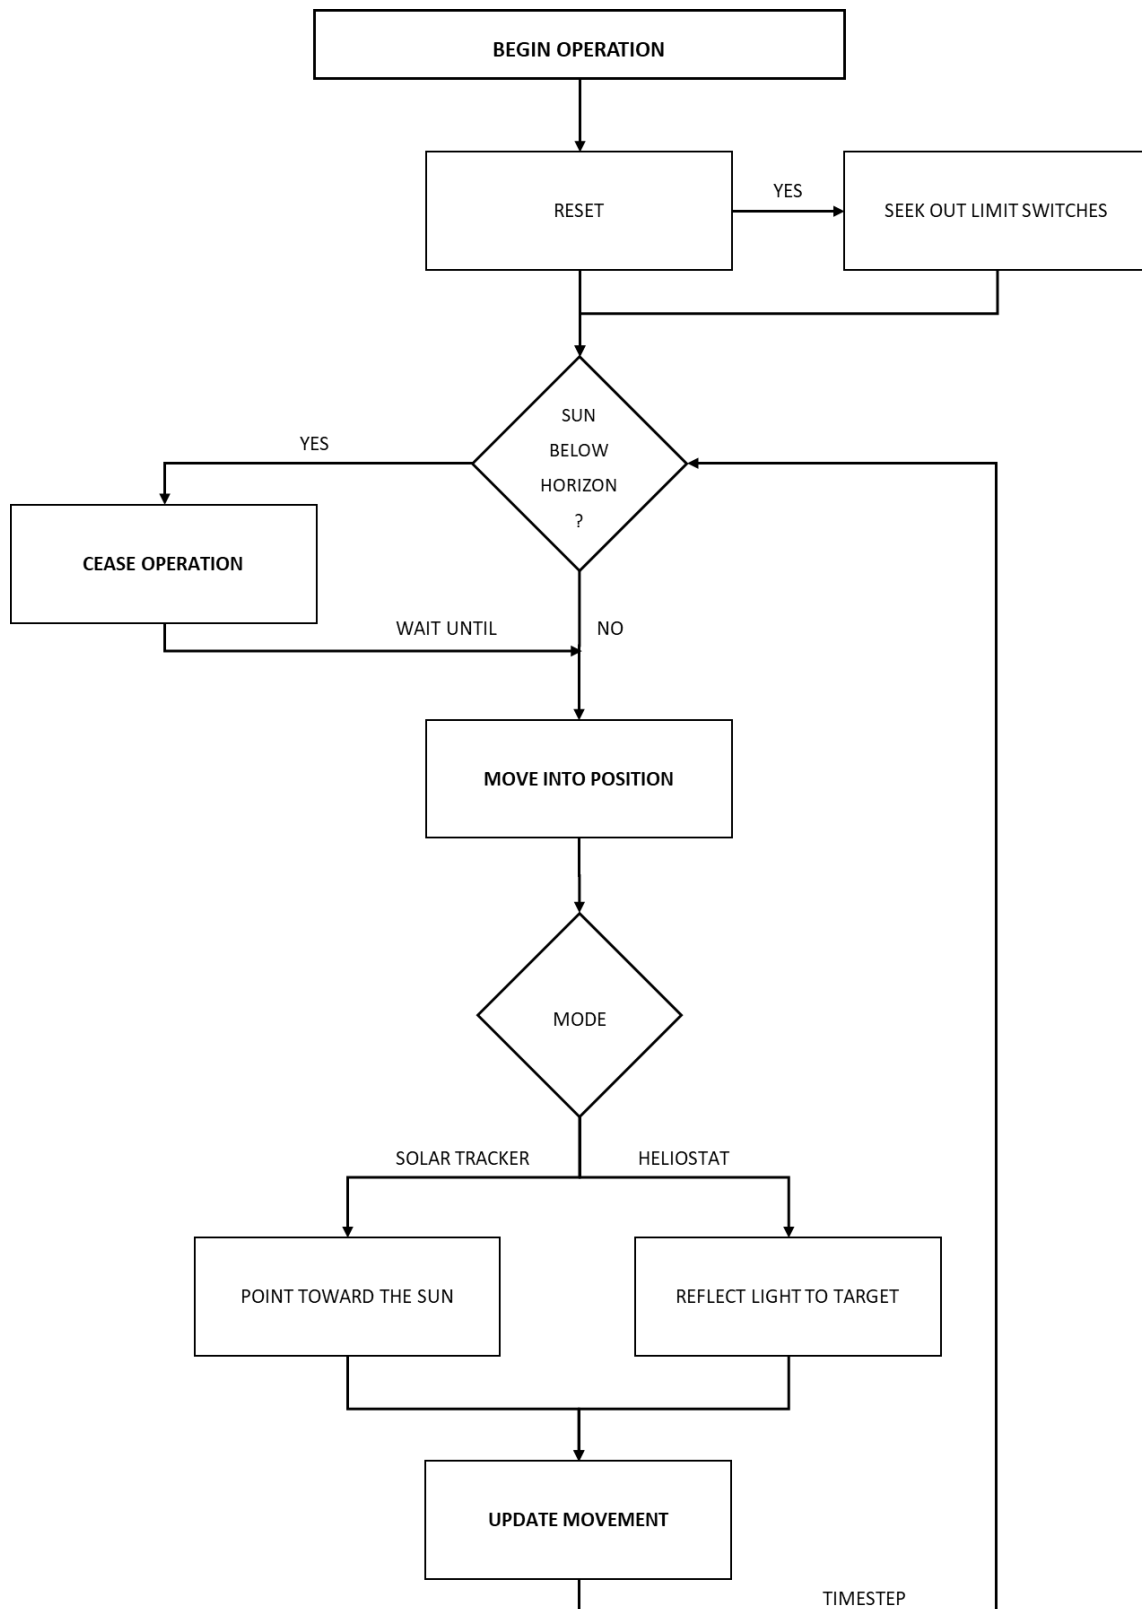 BEGIN OPERATION
RESET
YES
SEEK OUT LIMIT SWITCHES
SUN
BELOW
HORIZON
?
YES
CEASE OPERATION
WAIT UNTIL
NO
MOVE INTO POSITION
MODE
SOLAR TRACKER
HELIOSTAT
POINT TOWARD THE SUN
REFLECT LIGHT TO TARGET
UPDATE MOVEMENT
TIMESTEP